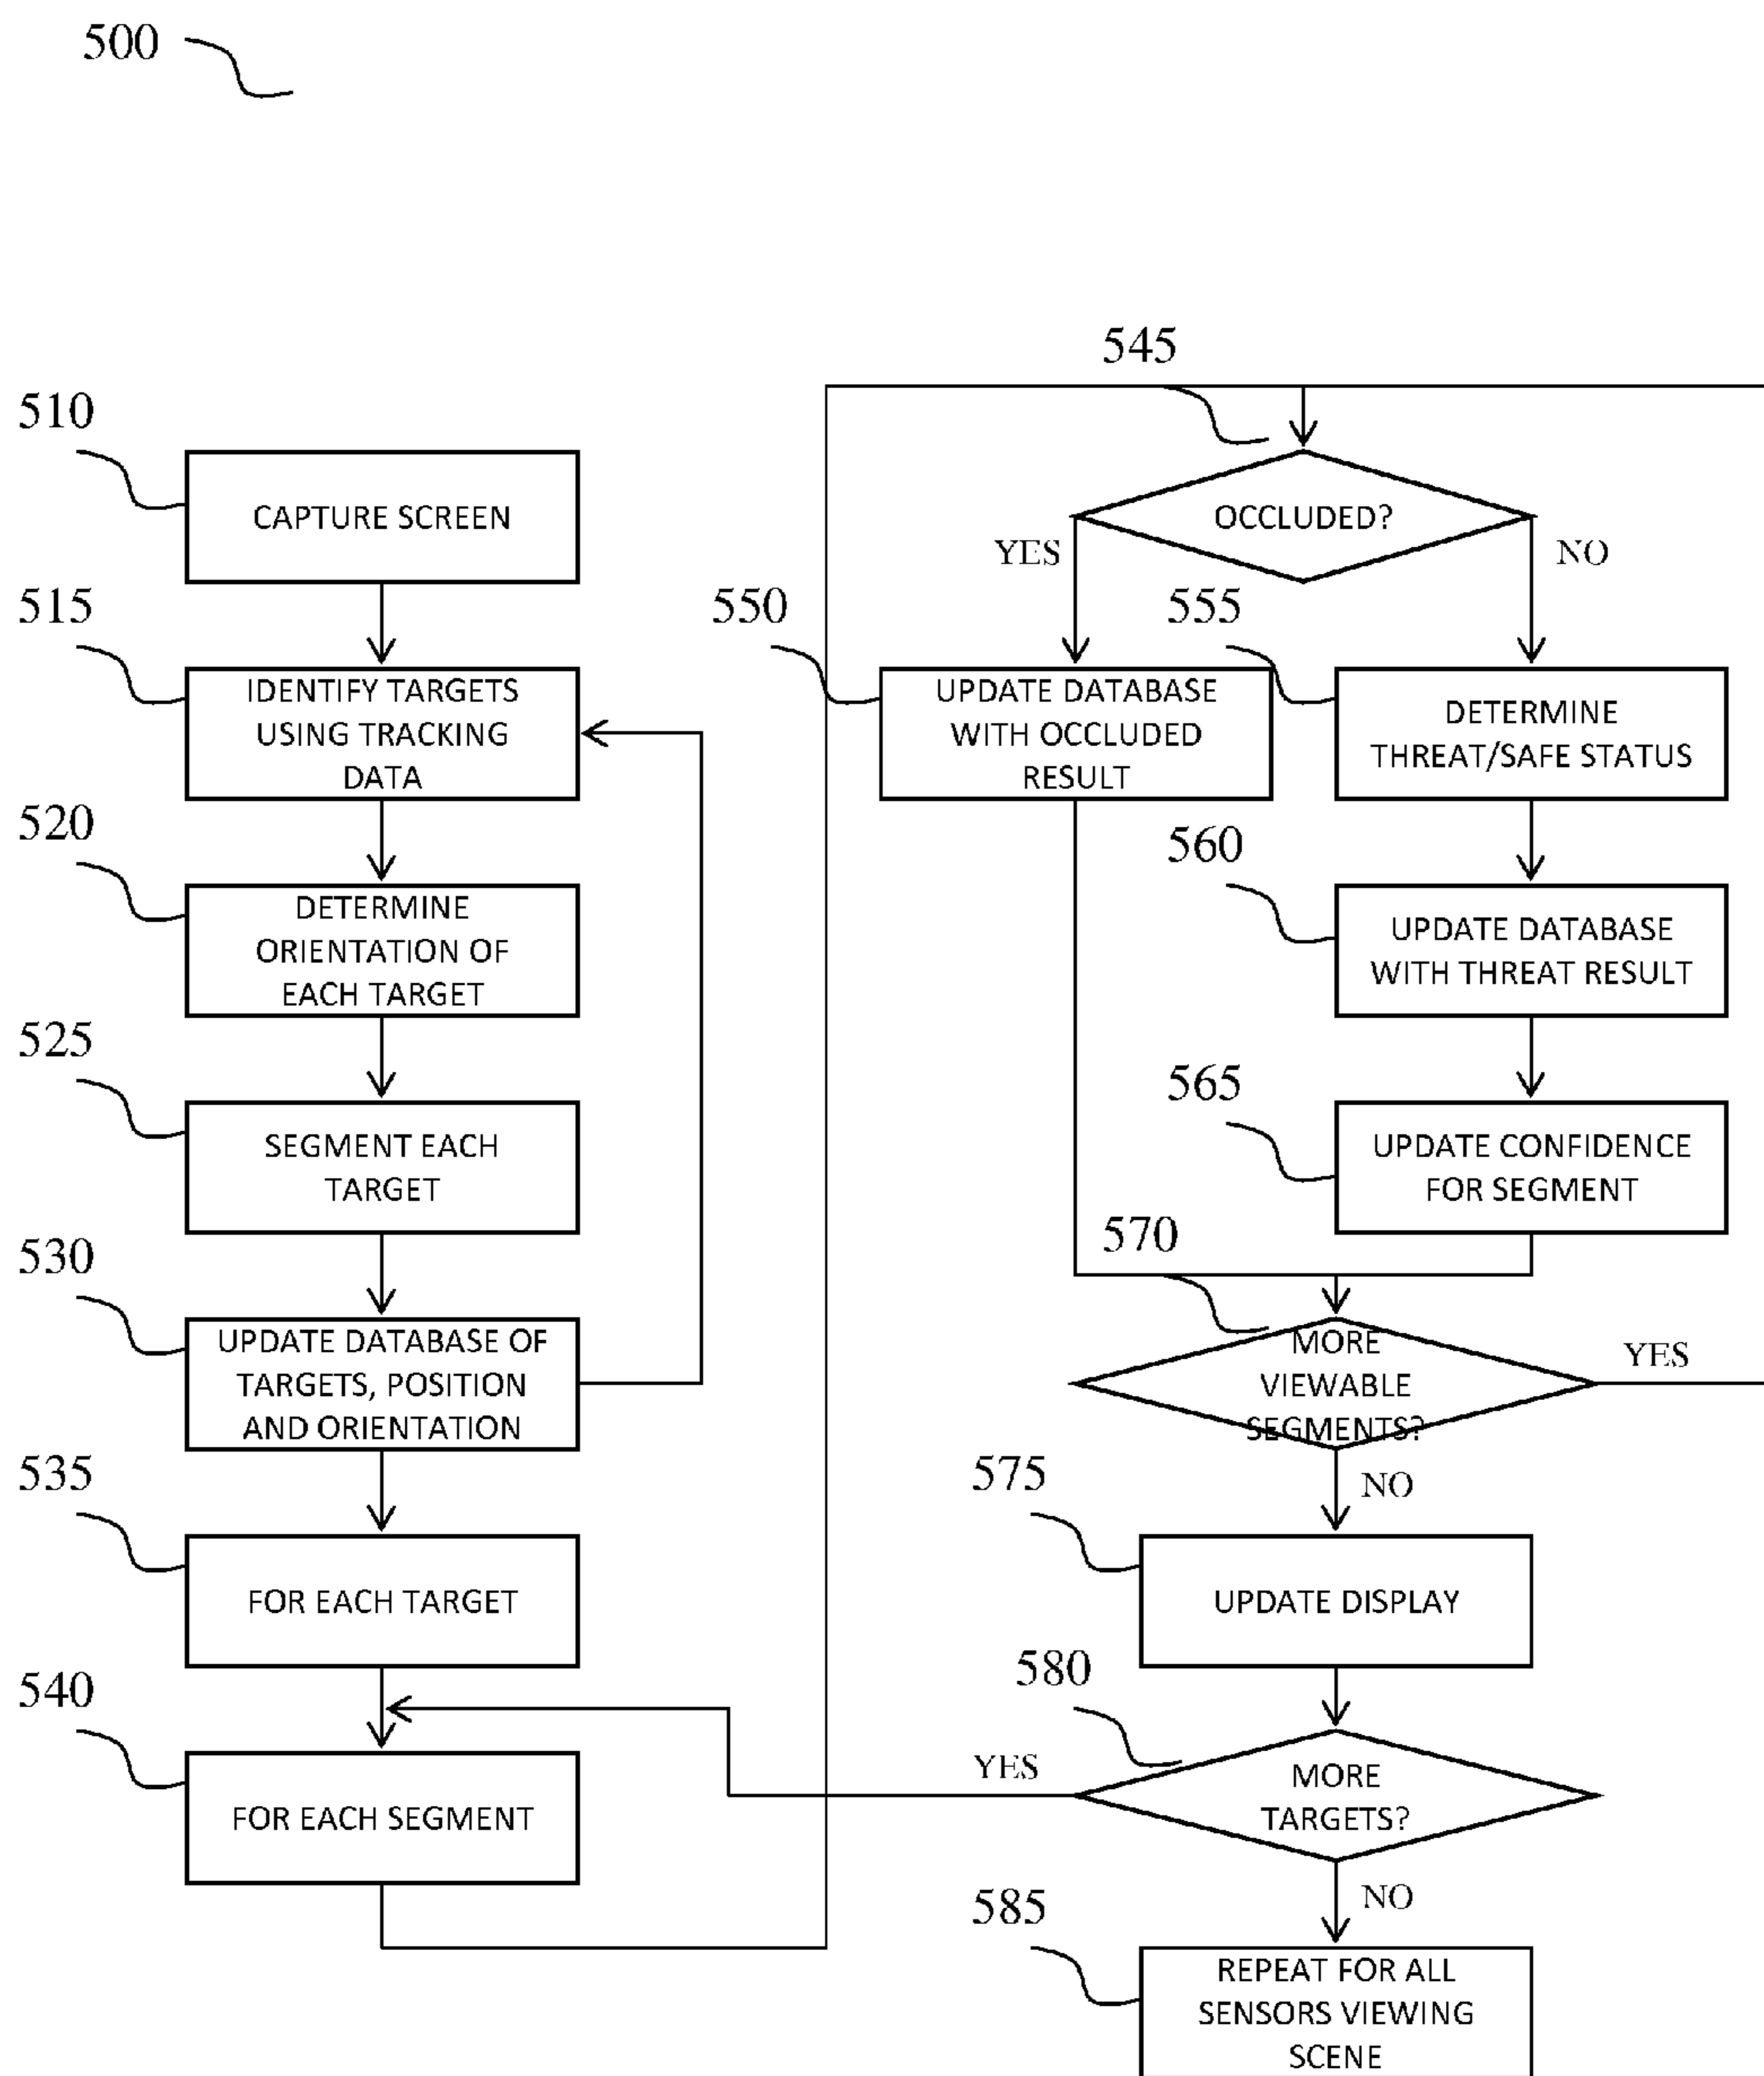 500
510
CAPTURE SCREEN
515
IDENTIFY TARGETS
USING TRACKING
DATA
520
DETERMINE
ORIENTATION OF
EACH TARGET
525
SEGMENT EACH
TARGET
530
UPDATE DATABASE OF
TARGETS, POSITION
AND ORIENTATION
535
FOR EACH TARGET
540
FOR EACH SEGMENT
545
OCCLUDED?
YES
NO
550
UPDATE DATABASE
WITH OCCLUDED
RESULT
555
DETERMINE
THREAT/SAFE STATUS
560
UPDATE DATABASE
WITH THREAT RESULT
565
UPDATE CONFIDENCE
FOR SEGMENT
570
MORE
VIEWABLE
SEGMENTS?
YES
NO
575
UPDATE DISPLAY
580
MORE
TARGETS?
YES
NO
585
REPEAT FOR ALL
SENSORS VIEWING
SCENE